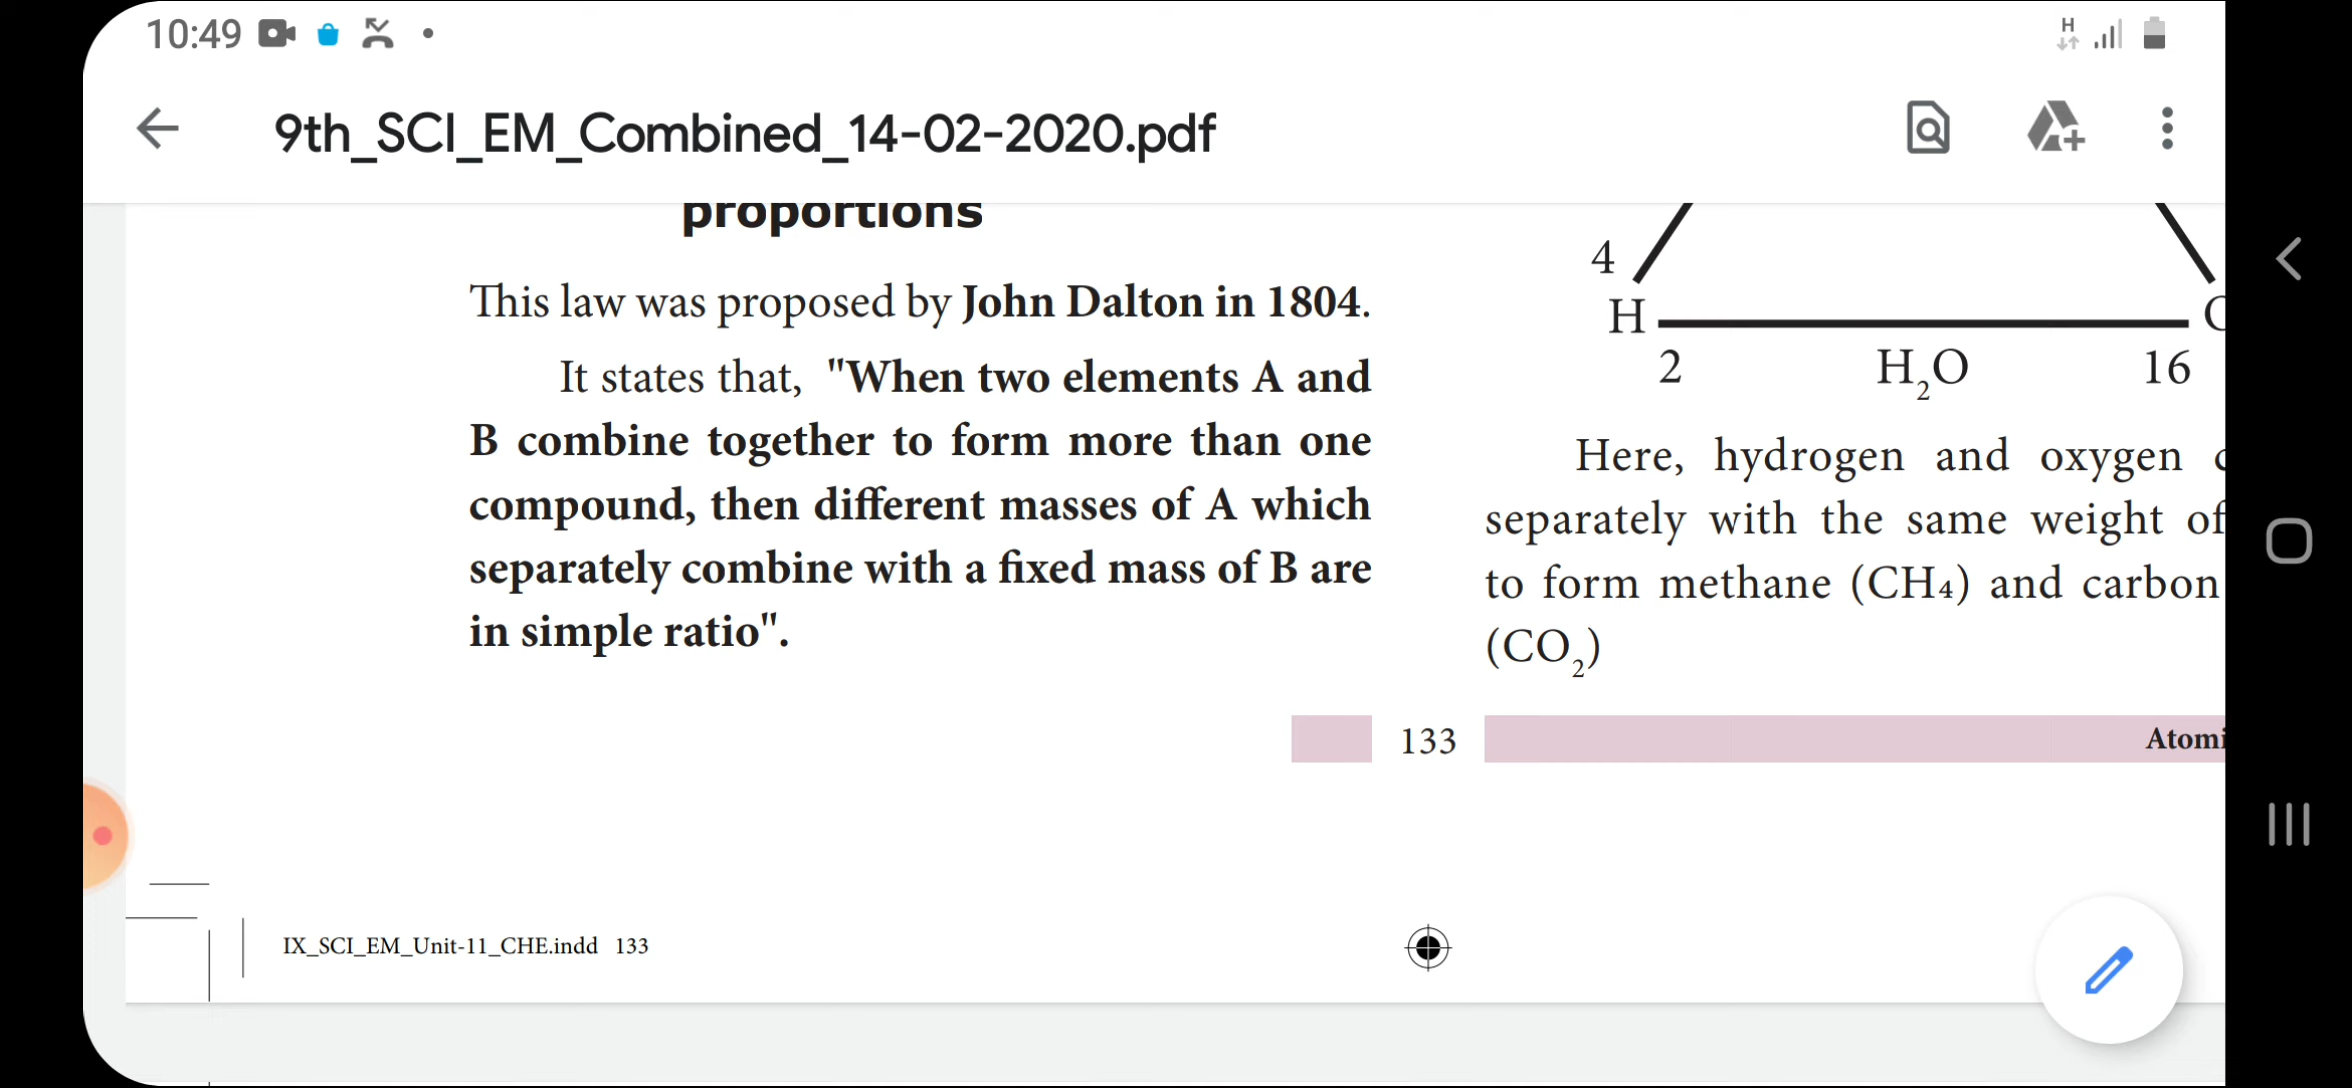 10:49
H
9th_SCI_EM_Combined_14-02-2020.pdf
proportions
This law was proposed by John Dalton in 1804.
It states that, "When two elements A and
B combine together to form more than one
compound, then different masses of A which
separately combine with a fixed mass of B are
in simple ratio".
4
H
2 H₂O 16
Here, hydrogen and oxygen
separately with the same weight of
to form methane (CH4) and carbon
(CO₂)
133
Atomi
IX_SCI_EM_Unit-11_CHE.indd 133